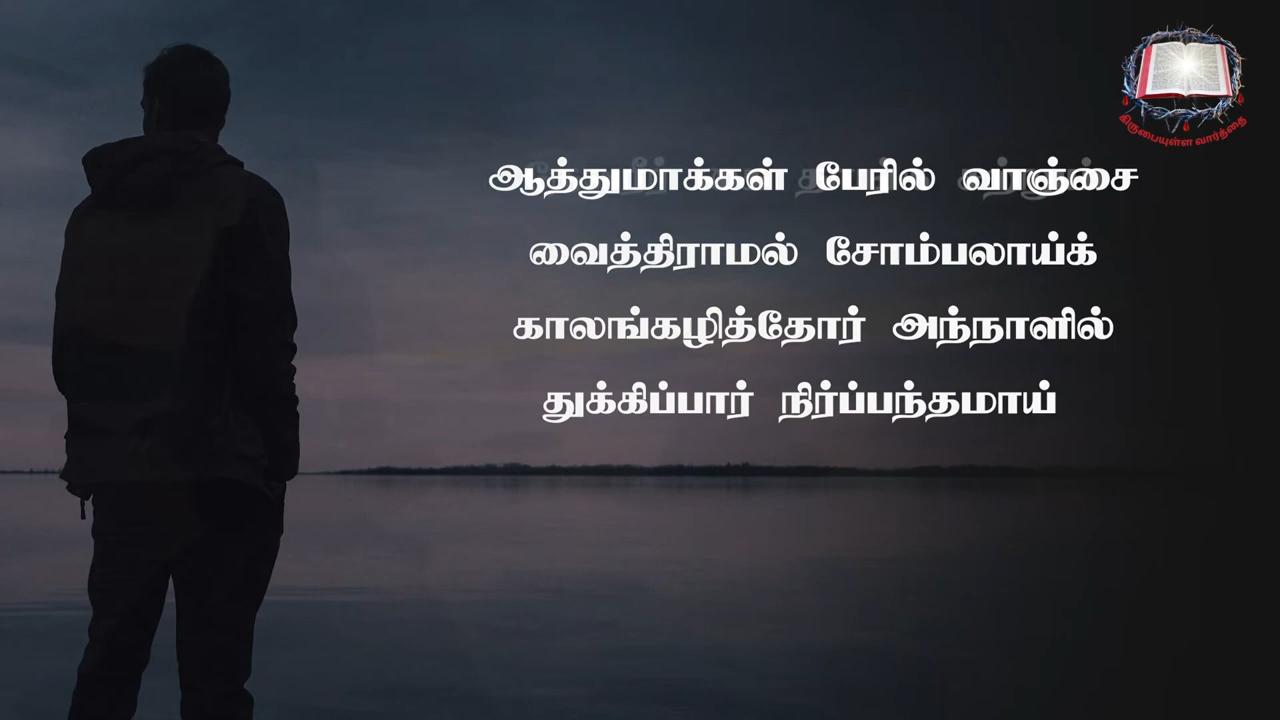 கிருபையுள்ள வார்த்தை
ஆத்துமாக்கள் பேரில் வாஞ்சை
வைத்திராமல் சோம்பலாய்க்
காலங்கழித்தோர் அந்நாளில்
துக்கிப்பார் நிர்ப்பந்தமாய்